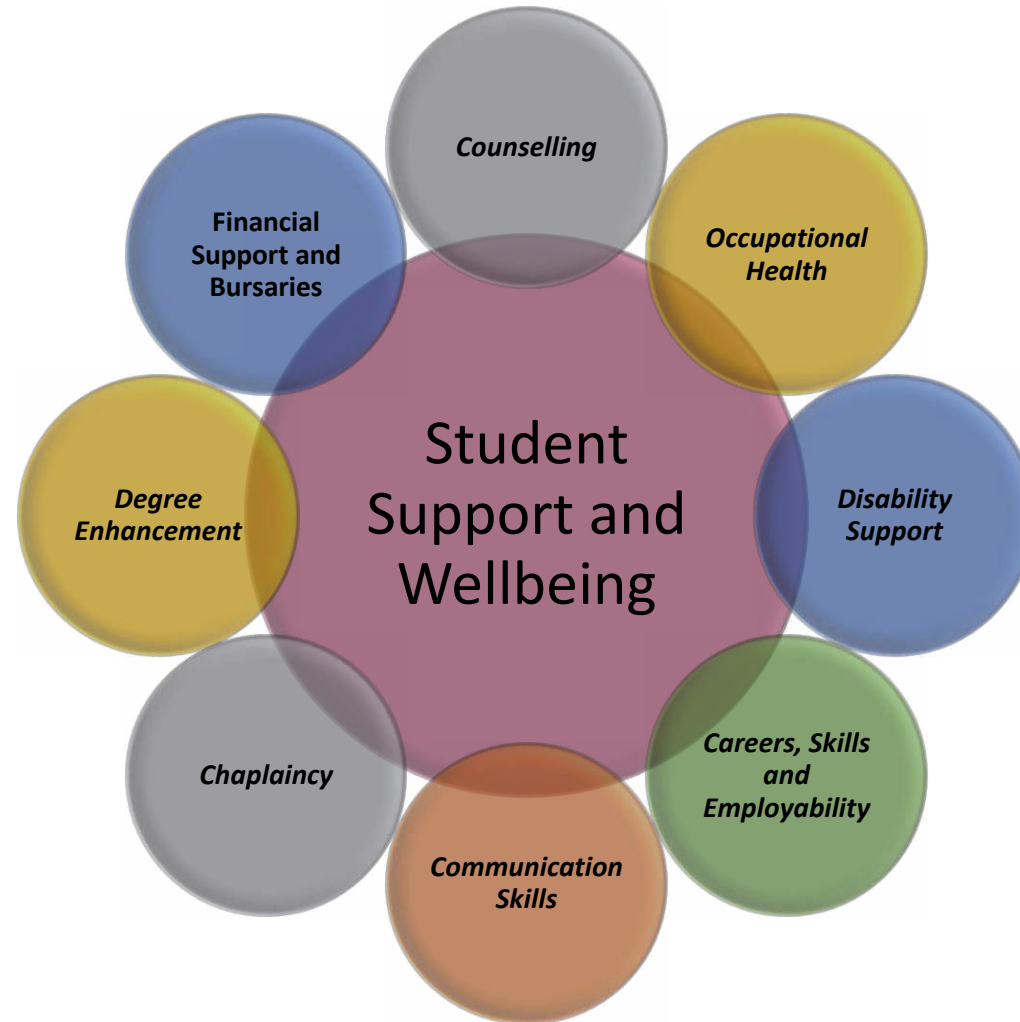 Counselling
Occupational
Health
Disability
Support
Careers, Skills
and
Employability
Communication
Skills
Chaplaincy
Degree
Enhancement
Financial
Support and
Bursaries
Student
Support and
Wellbeing